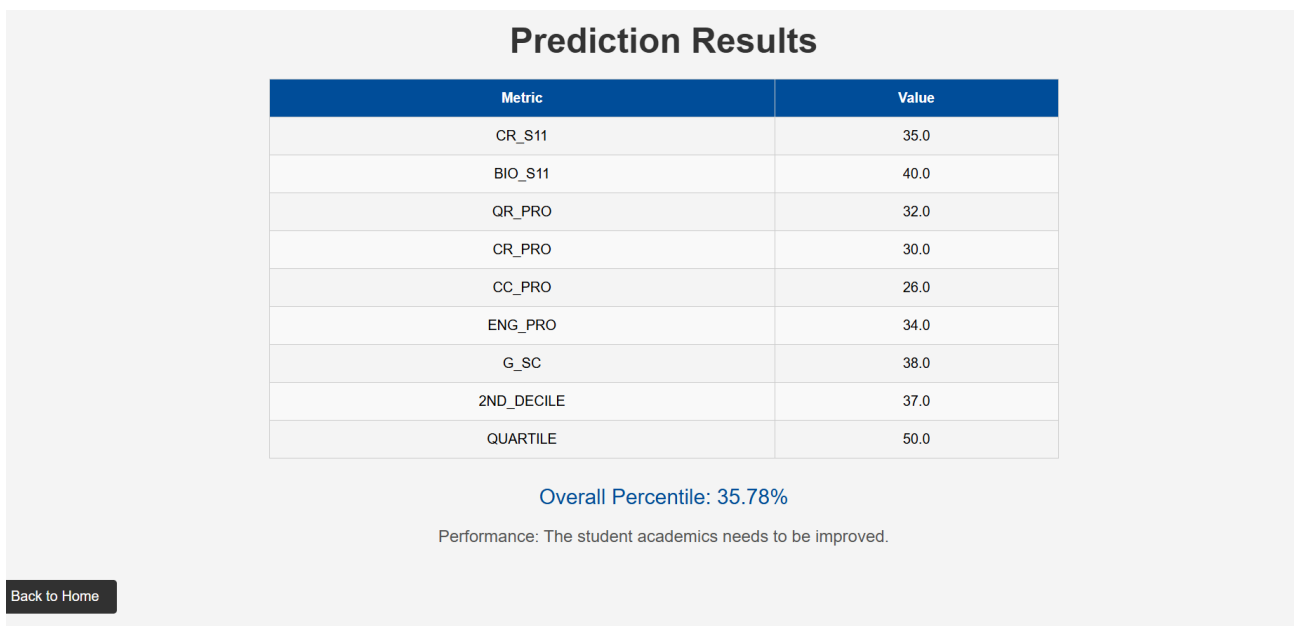 Prediction Results
Metric Value
CR_S11 35.0
BIO_S11 40.0
QR_PRO 32.0
CR_PRO 30.0
CC_PRO 26.0
ENG_PRO 34.0
G_SC 38.0
2ND_DECILE 37.0
QUARTILE 50.0
Overall Percentile: 35.78%
Performance: The student academics needs to be improved.
Back to Home